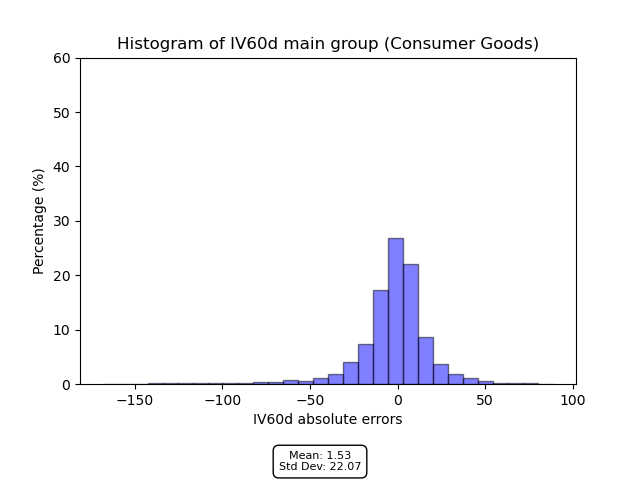 Histogram of IV60d main group (Consumer Goods)
60
50
40
30
20
10
0
Percentage (%)
−150
−100
−50
0
50
100
IV60d absolute errors
Mean: 1.53
Std Dev: 22.07